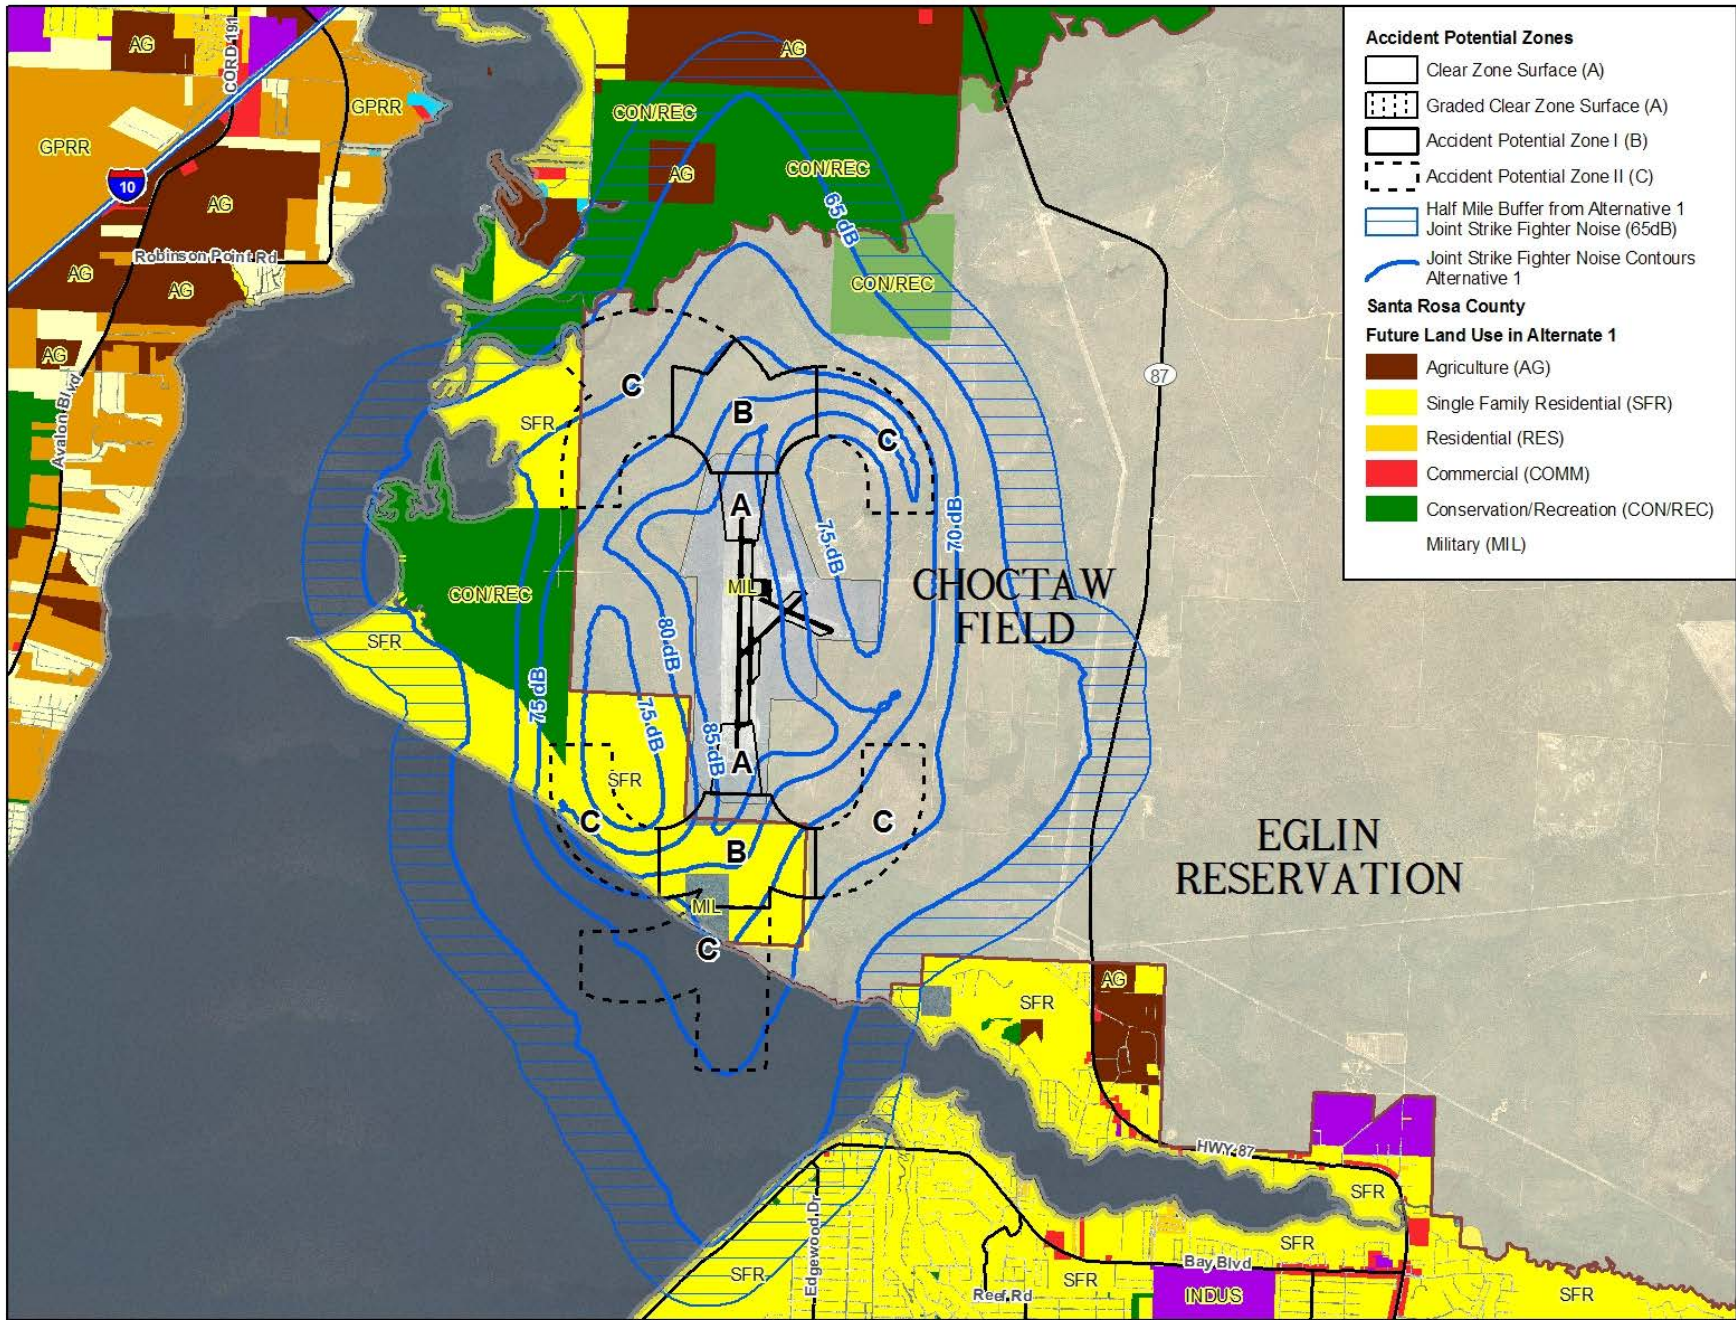 Accident Potential Zones
Clear Zone Surface (A)
Graded Clear Zone Surface (A)
Accident Potential Zone I (B)
Accident Potential Zone II (C)
Half Mile Buffer from Alternative 1
Joint Strike Fighter Noise (65dB)
Joint Strike Fighter Noise Contours
Alternative 1
Santa Rosa County
Future Land Use in Alternate 1
Agriculture (AG)
Single Family Residential (SFR)
Residential (RES)
Commercial (COMM)
Conservation/Recreation (CON/REC)
Military (MIL)
AG
CORD 191
AG
GPRR
GPRR
CON/REC
CON/REC
AG
10
AG
65 dB
Robinson Point Rd
AG
AG
CON/REC
AG
87
C
Avalon Blvd
SFR
B
C
A
70 dB
75 dB
CHOCTAW
FIELD
MIL
CON/REC
SFR
80 dB
75 dB
75 dB
85 dB
A
SFR
C
C
B
EGLIN
RESERVATION
MIL
C
AG
SFR
HWY 87
SFR
Edgewood Dr
SFR
Bay Blvd
SFR
SFR
Reef Rd
INDUS
SFR